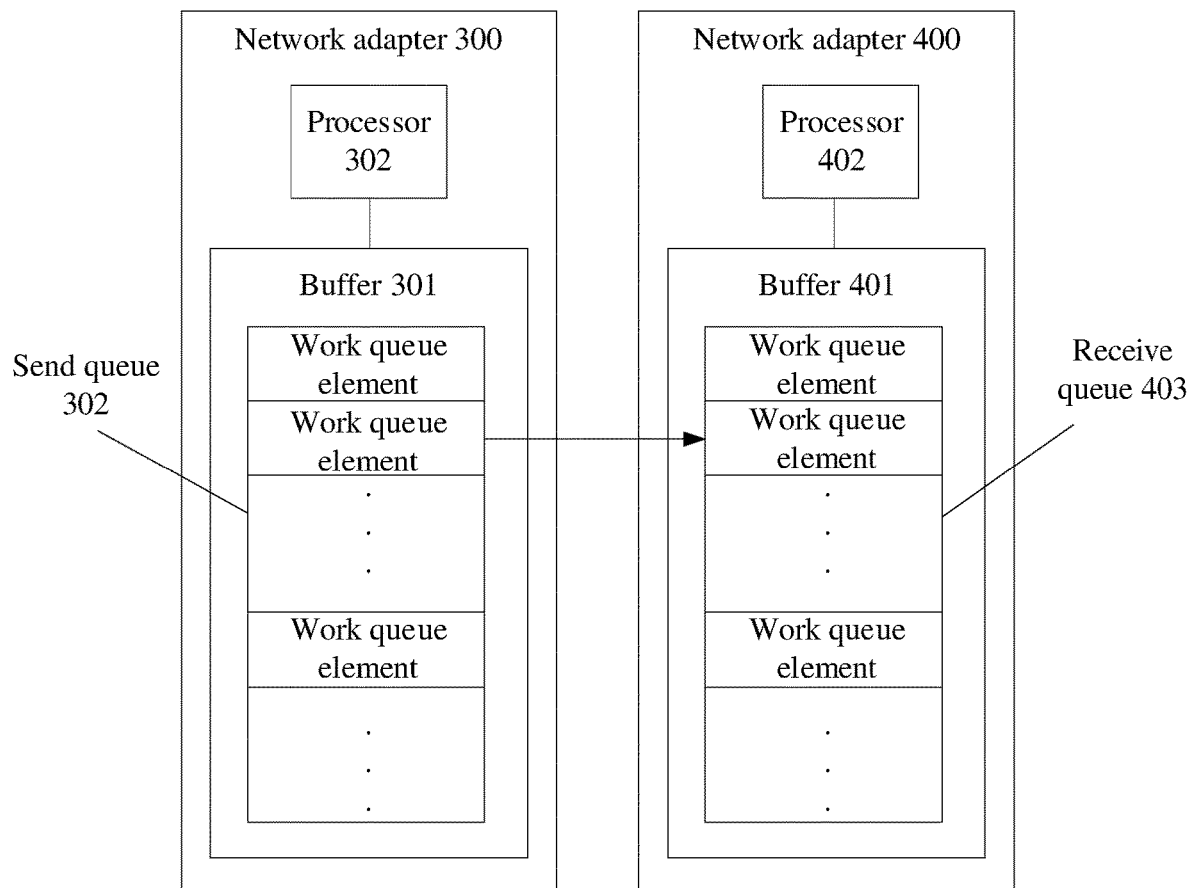 Network adapter 300
Network adapter 400
Processor
302
Processor
402
Buffer 301
Buffer 401
Send queue
302
Work queue
element
Work queue
element
.
.
.
Work queue
element
.
.
.
Work queue
element
Work queue
element
.
.
.
Work queue
element
.
.
.
Receive
queue 403